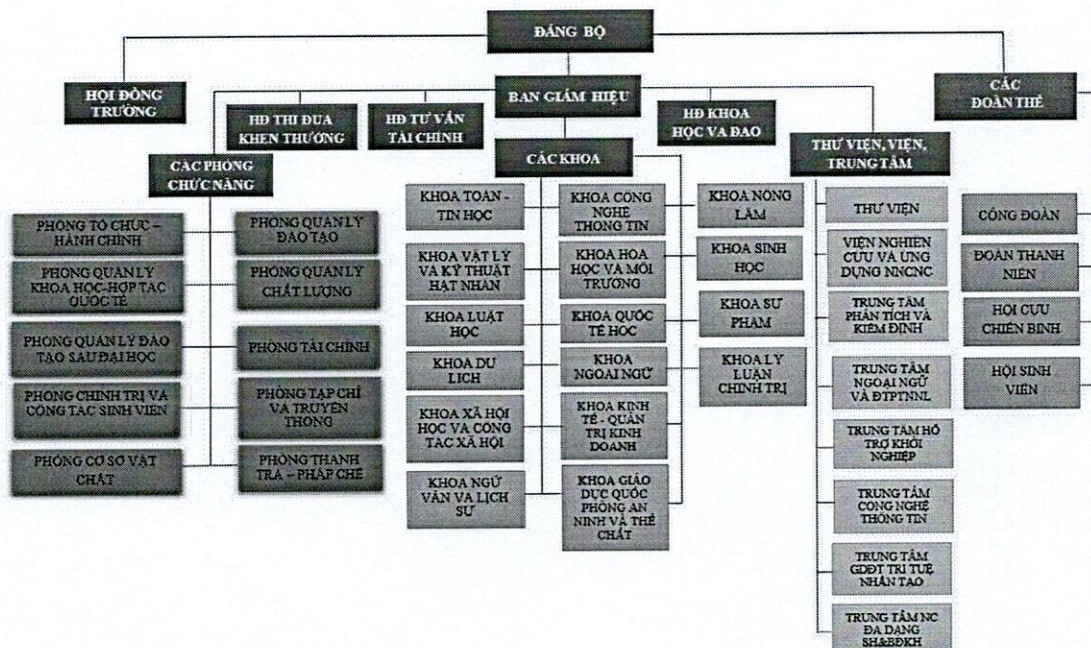 ĐẢNG BỘ
HỘI ĐỒNG
TRƯỜNG
BAN GIÁM HIỆU
CÁC
ĐOÀN THỂ
HĐ THI ĐUA
KHEN THƯỞNG
HĐ TƯ VẤN
TÀI CHÍNH
HĐ KHOA
HỌC VÀ ĐÀO
CÁC PHÒNG
CHỨC NĂNG
CÁC KHOA
THƯ VIỆN, VIỆN,
TRUNG TÂM
PHÒNG TỔ CHỨC –
HÀNH CHÍNH
PHÒNG QUẢN LÝ
KHOA HỌC-HỢP TÁC
QUỐC TẾ
PHÒNG QUẢN LÝ ĐÀO
TẠO SAU ĐẠI HỌC
PHÒNG CHÍNH TRỊ VÀ
CÔNG TÁC SINH VIÊN
PHÒNG CƠ SỞ VẬT
CHẤT
PHÒNG QUẢN LÝ
ĐÀO TẠO
PHÒNG QUẢN LÝ
CHẤT LƯỢNG
PHÒNG TÀI CHÍNH
PHÒNG TẠP CHÍ
VÀ TRUYỀN
THÔNG
PHÒNG THANH
TRA – PHÁP CHẾ
KHOA TOÁN -
TIN HỌC
KHOA VẬT LÝ
VÀ KỸ THUẬT
HẠT NHÂN
KHOA LUẬT
HỌC
KHOA DU
LỊCH
KHOA XÃ HỘI
HỌC VÀ CÔNG
TÁC XÃ HỘI
KHOA NGỮ
VĂN VÀ LỊCH
SỬ
KHOA CÔNG
NGHỆ
THÔNG TIN
KHOA HÓA
HỌC VÀ MÔI
TRƯỜNG
KHOA QUỐC
TẾ HỌC
KHOA
NGOẠI NGỮ
KHOA KINH
TẾ - QUẢN
TRỊ KINH
DOANH
KHOA GIÁO
DỤC QUỐC
PHÒNG AN
NINH VÀ THỂ
CHẤT
KHOA NÔNG
LÂM
KHOA SINH
HỌC
KHOA SƯ
PHẠM
KHOA LÝ
LUẬN
CHÍNH TRỊ
THƯ VIỆN
VIỆN NGHIÊN
CỨU VÀ ỨNG
DỤNG NNCNC
TRUNG TÂM
PHÂN TÍCH VÀ
KIỂM ĐỊNH
TRUNG TÂM
NGOẠI NGỮ
VÀ ĐTPTNNL
TRUNG TÂM HỖ
TRỢ KHỞI
NGHIỆP
TRUNG TÂM
CÔNG NGHỆ
THÔNG TIN
TRUNG TÂM
GDĐT TRÍ TUỆ
NHÂN TẠO
TRUNG TÂM NC
ĐA DẠNG
SH&BĐKH
CÔNG ĐOÀN
ĐOÀN THANH
NIÊN
HỘI CỰU
CHIẾN BINH
HỘI SINH
VIÊN